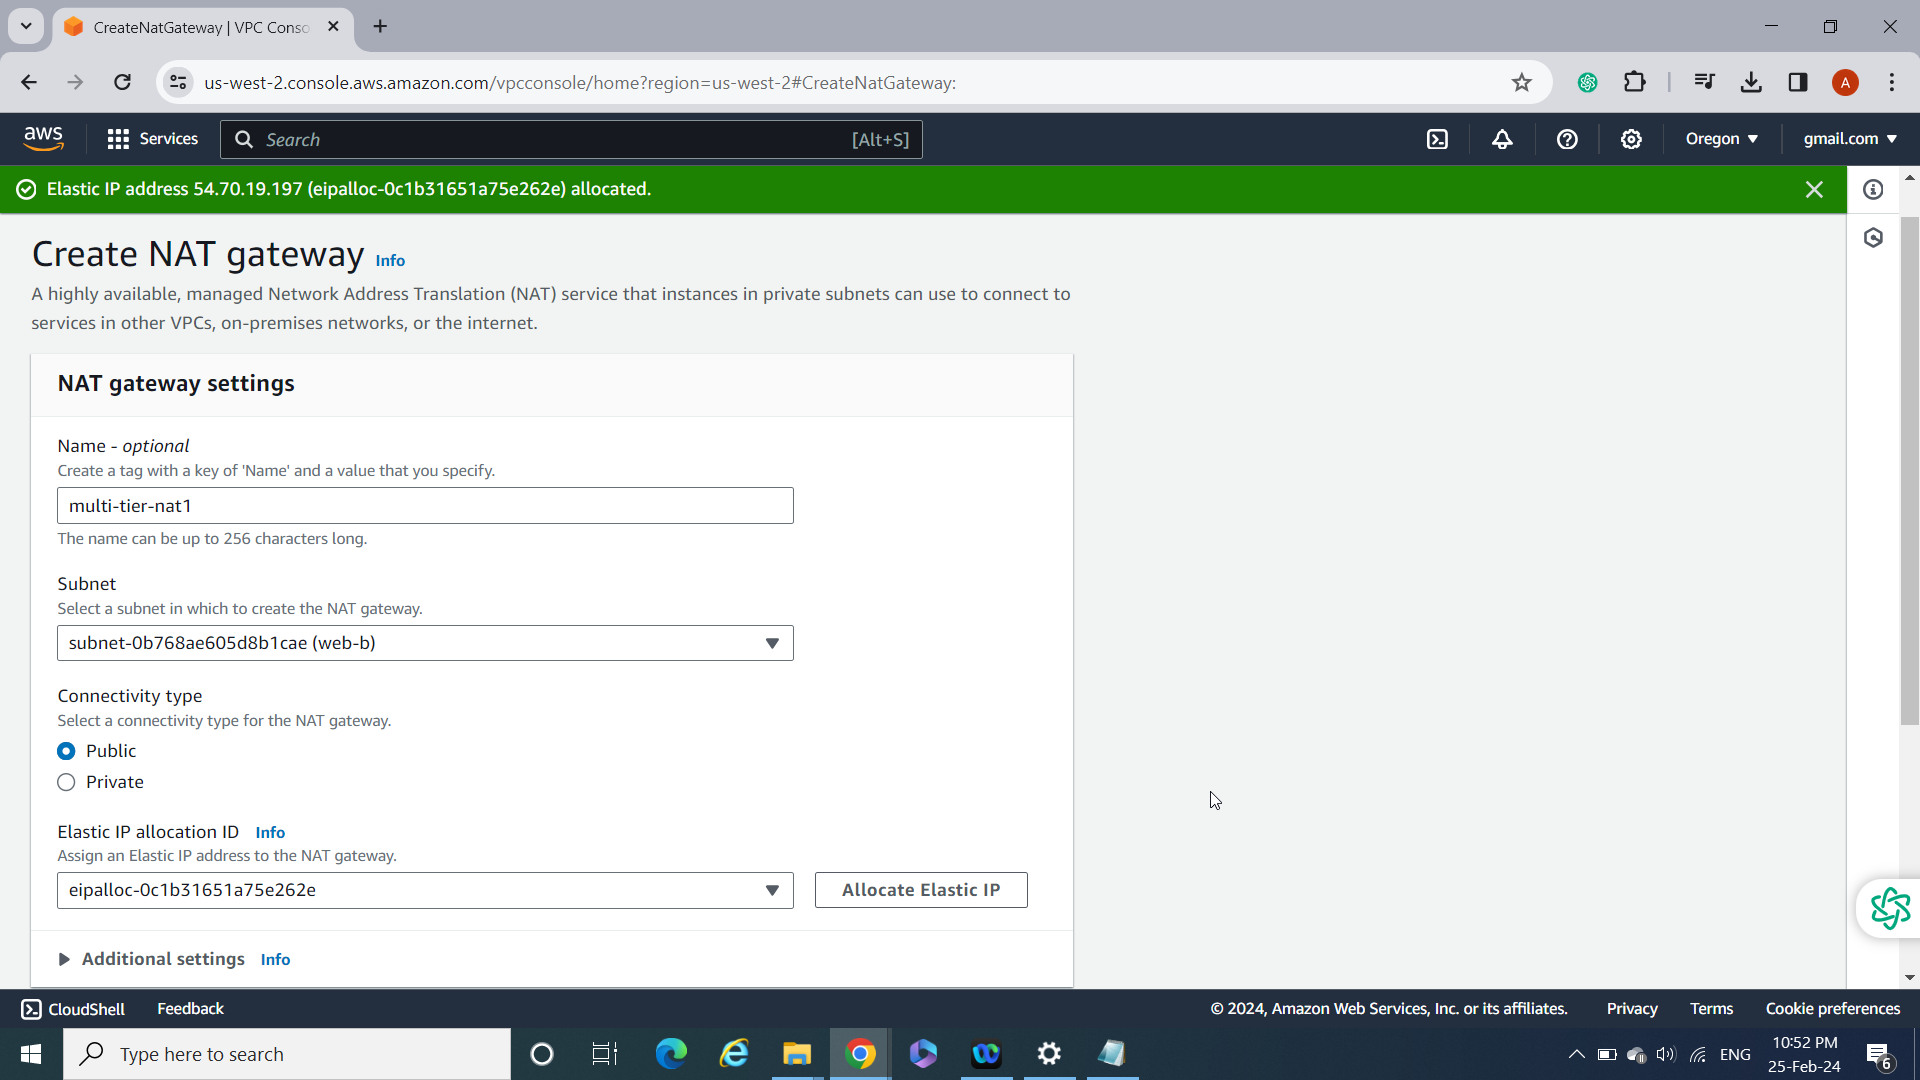 CreateNatGateway | VPC Conso
us-west-2.console.aws.amazon.com/vpcconsole/home?region=us-west-2#CreateNatGateway:
A
aws
Services
Search
[Alt+S]
Oregon
gmail.com
Elastic IP address 54.70.19.197 (eipalloc-0c1b31651a75e262e) allocated.
Create NAT gateway Info
A highly available, managed Network Address Translation (NAT) service that instances in private subnets can use to connect to
services in other VPCs, on-premises networks, or the internet.
NAT gateway settings
Name - optional
Create a tag with a key of 'Name' and a value that you specify.
multi-tier-nat1
The name can be up to 256 characters long.
Subnet
Select a subnet in which to create the NAT gateway.
subnet-0b768ae605d8b1cae (web-b)
Connectivity type
Select a connectivity type for the NAT gateway.
Public
Private
Elastic IP allocation ID Info
Assign an Elastic IP address to the NAT gateway.
eipalloc-0c1b31651a75e262e
Allocate Elastic IP
Additional settings Info
CloudShell
Feedback
© 2024, Amazon Web Services, Inc. or its affiliates.
Privacy
Terms
Cookie preferences
Type here to search
ENG
10:52 PM
25-Feb-24
6